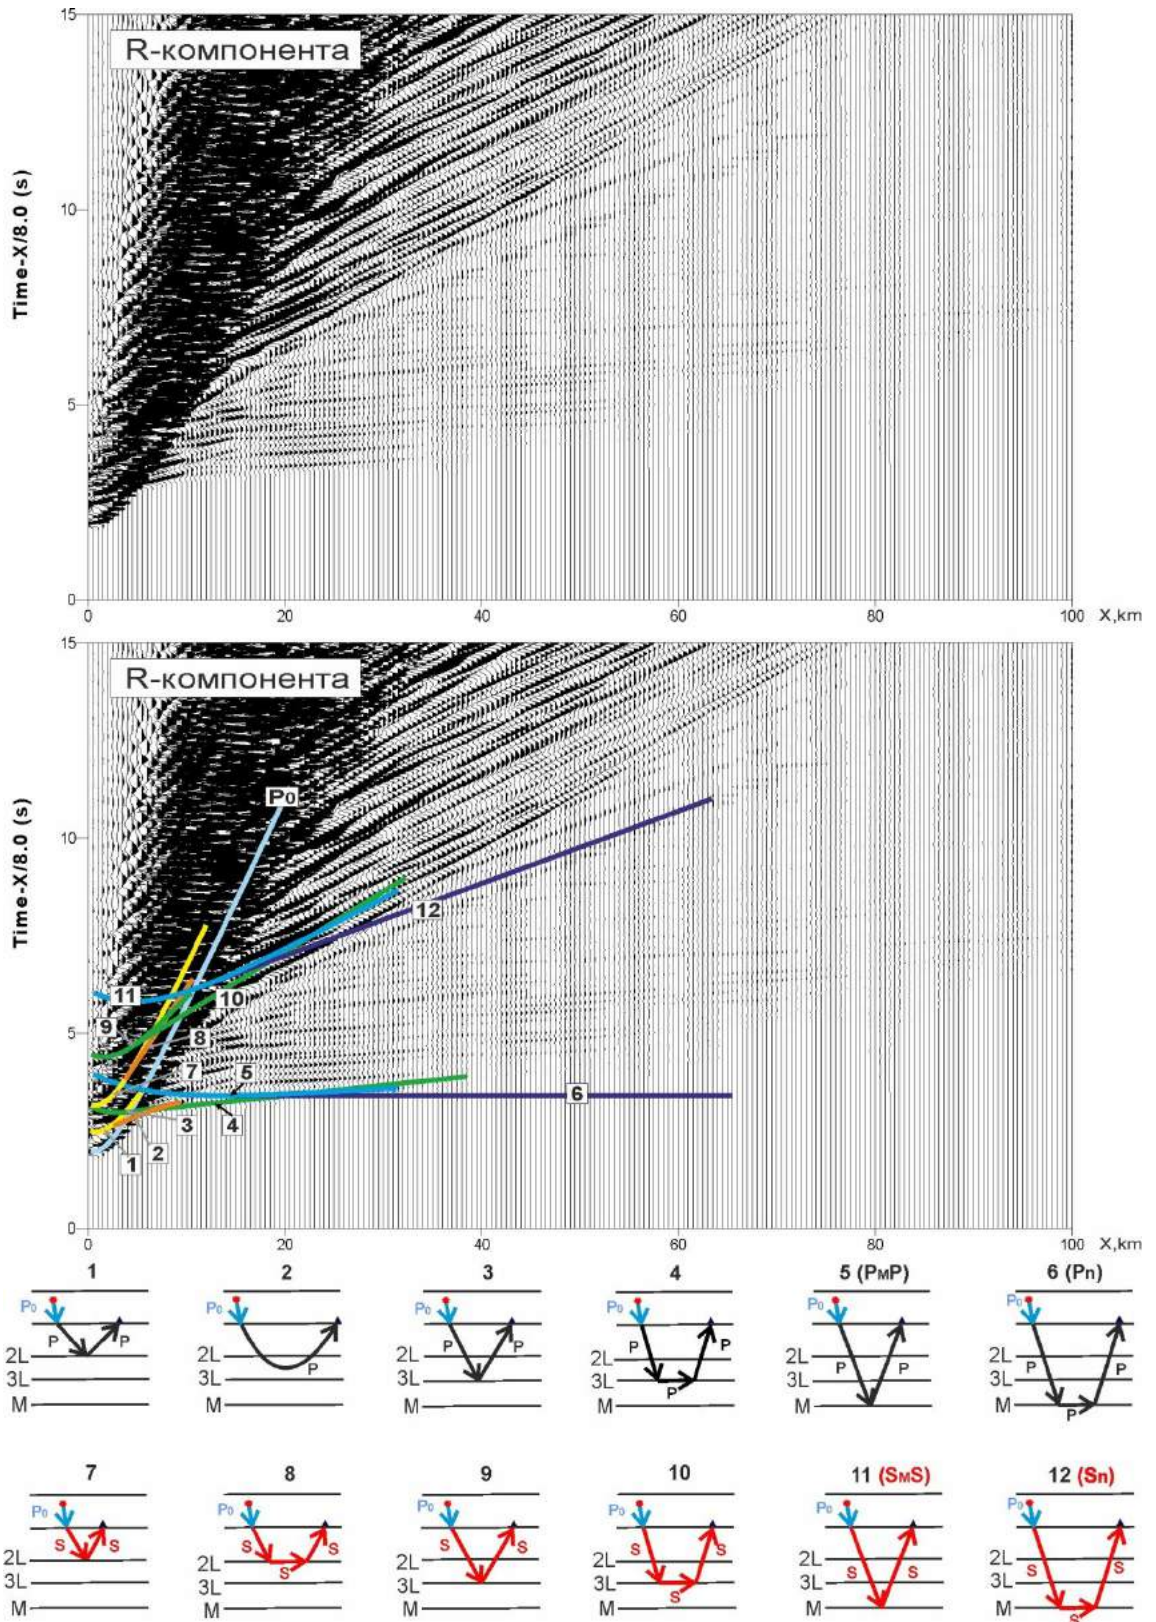 15
R-компонента
10
Time-X/8.0 (s)
5
0
0 20 40 60 80 100 X,km
15
R-компонента
P0
10
Time-X/8.0 (s)
12
11
10
9
8
5
7
5
6
3
4
2
1
0
0 20 40 60 80 100 X,km
1 2 3 4 5 (PMP) 6 (Pn)
P0 P0 P0 P0 P0 P0
P P P P P P P P P P
2L 2L 2L 2L 2L 2L
P
3L 3L 3L 3L 3L 3L
P P
M M M M M M
7 8 9 10 11 (SMS) 12 (Sn)
P0 P0 P0 P0 P0 P0
S S S S S S S S S S S S
2L 2L 2L 2L 2L 2L
S
3L 3L 3L 3L 3L 3L
S
M M M M M M
S